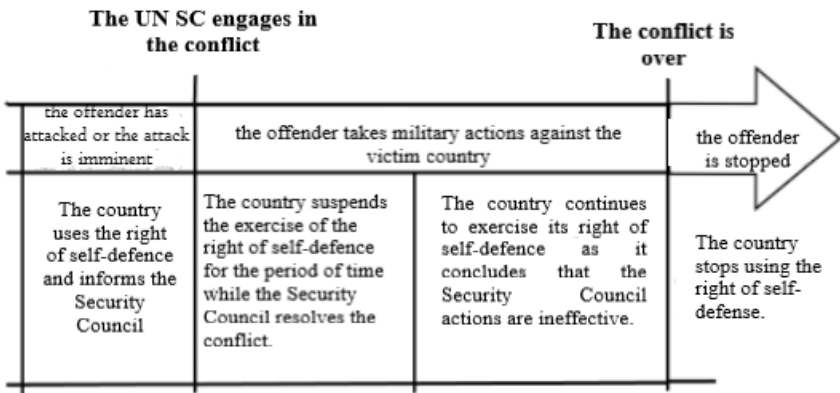 The UN SC engages in
the conflict
The conflict is
over
the offender has
attacked or the attack
is imminent
the offender takes military actions against the
victim country
the offender
is stopped
The country
uses the right
of self-defence
and informs the
Security
Council
The country suspends
the exercise of the
right of self-defence
for the period of time
while the Security
Council resolves the
conflict.
The country continues
to exercise its right of
self-defence as it
concludes that the
Security Council
actions are ineffective.
The country
stops using the
right of self-
defense.